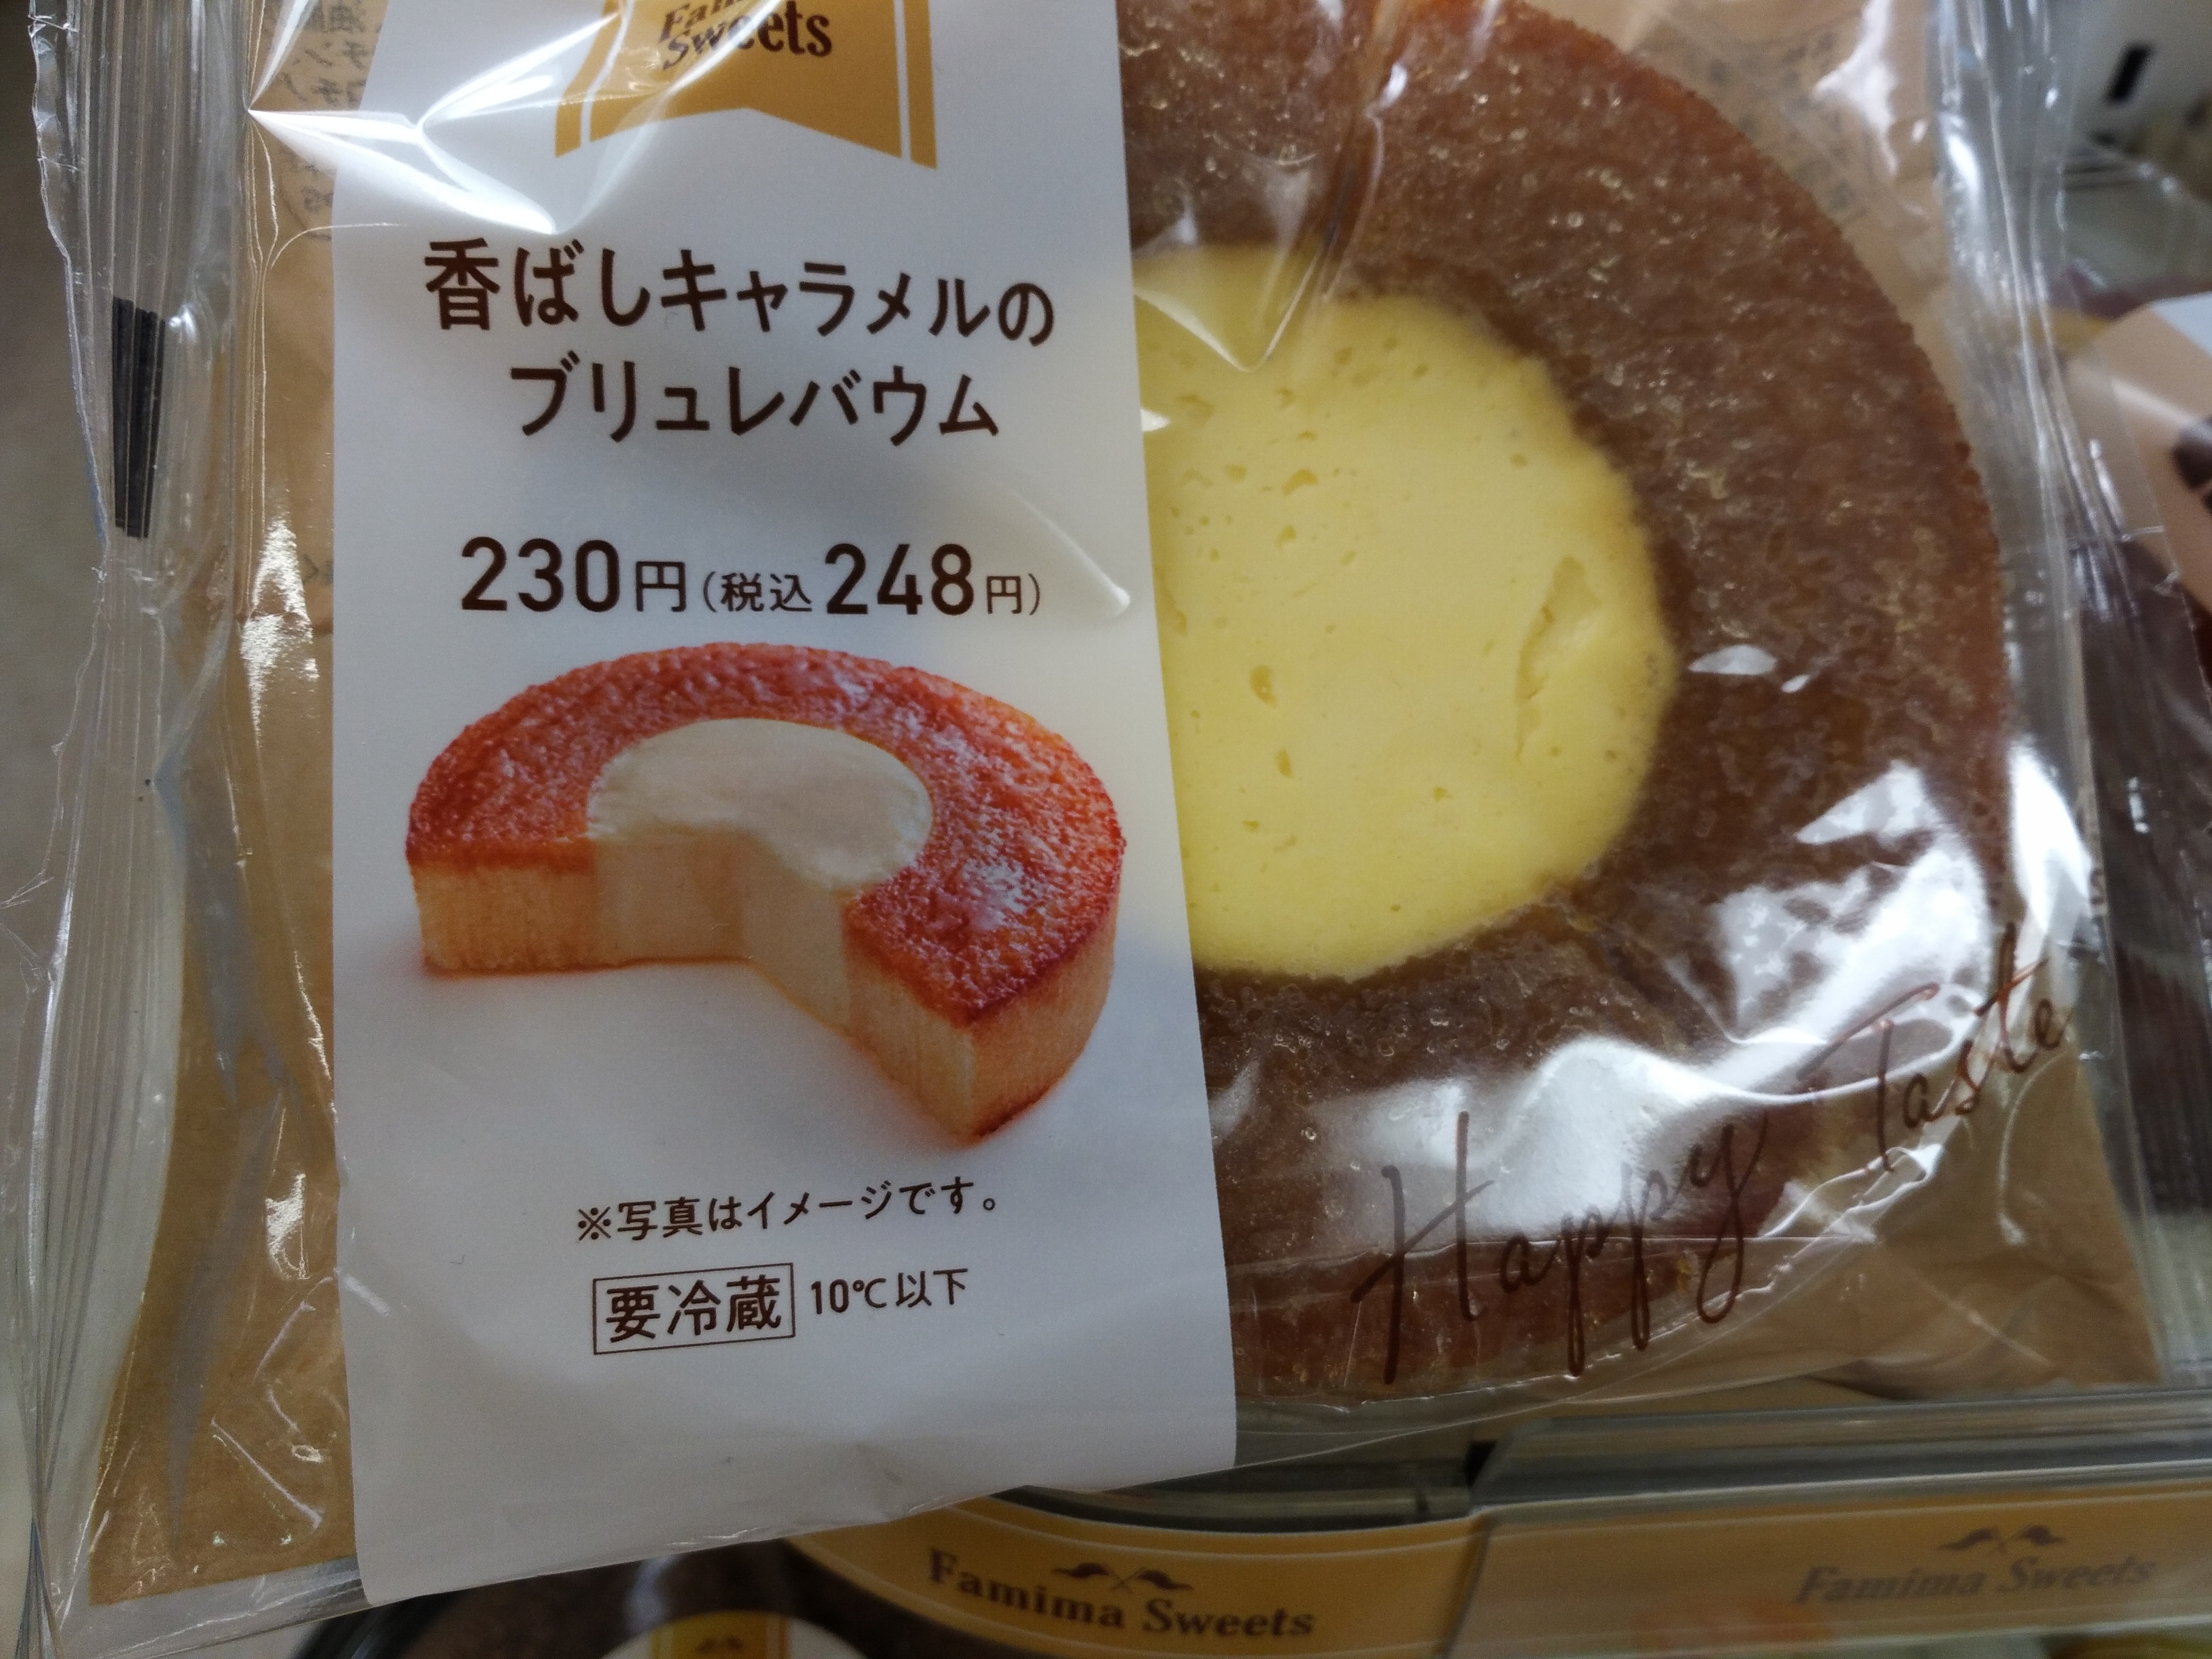 Sweets
香ばしキャラメルの
ブリュレバウム
230円(税込248円)
※写真はイメージです。
要冷蔵 10℃以下
Happy Taste
Famima Sweets
Famima Sweets